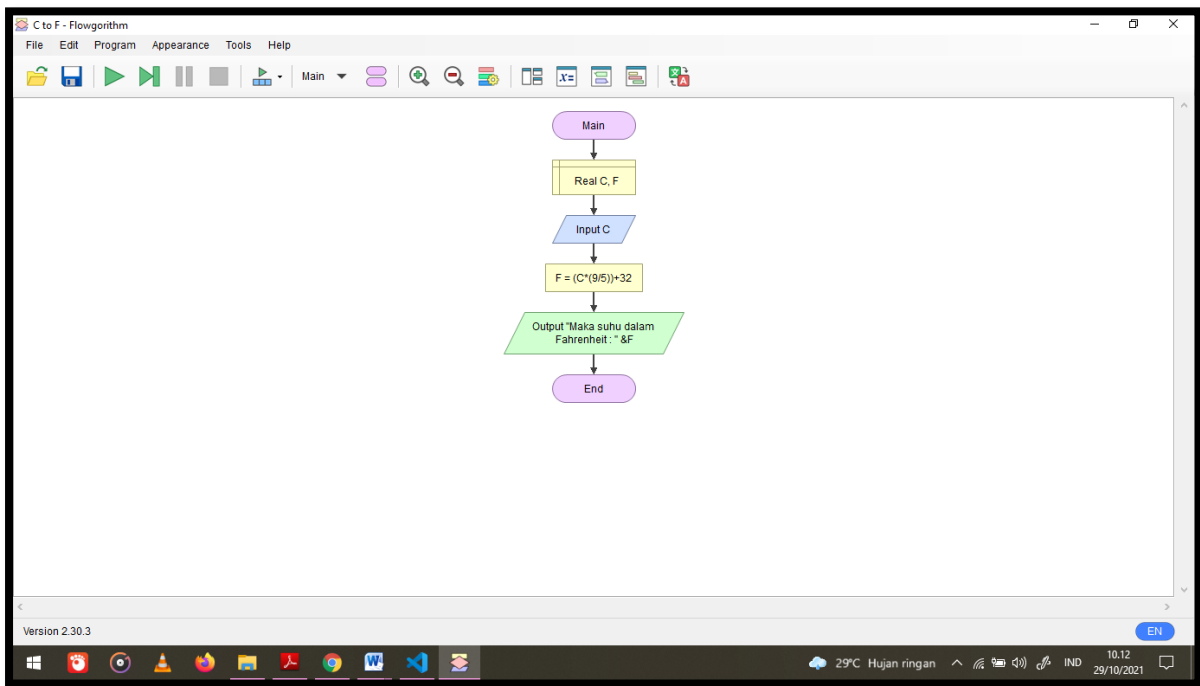 C to F - Flowgorithm
File Edit Program Appearance Tools Help
Main
Main
Real C, F
Input C
F = (C*(9/5))+32
Output "Maka suhu dalam
Fahrenheit : " &F
End
Version 2.30.3
EN
29°C Hujan ringan
IND
10.12
29/10/2021